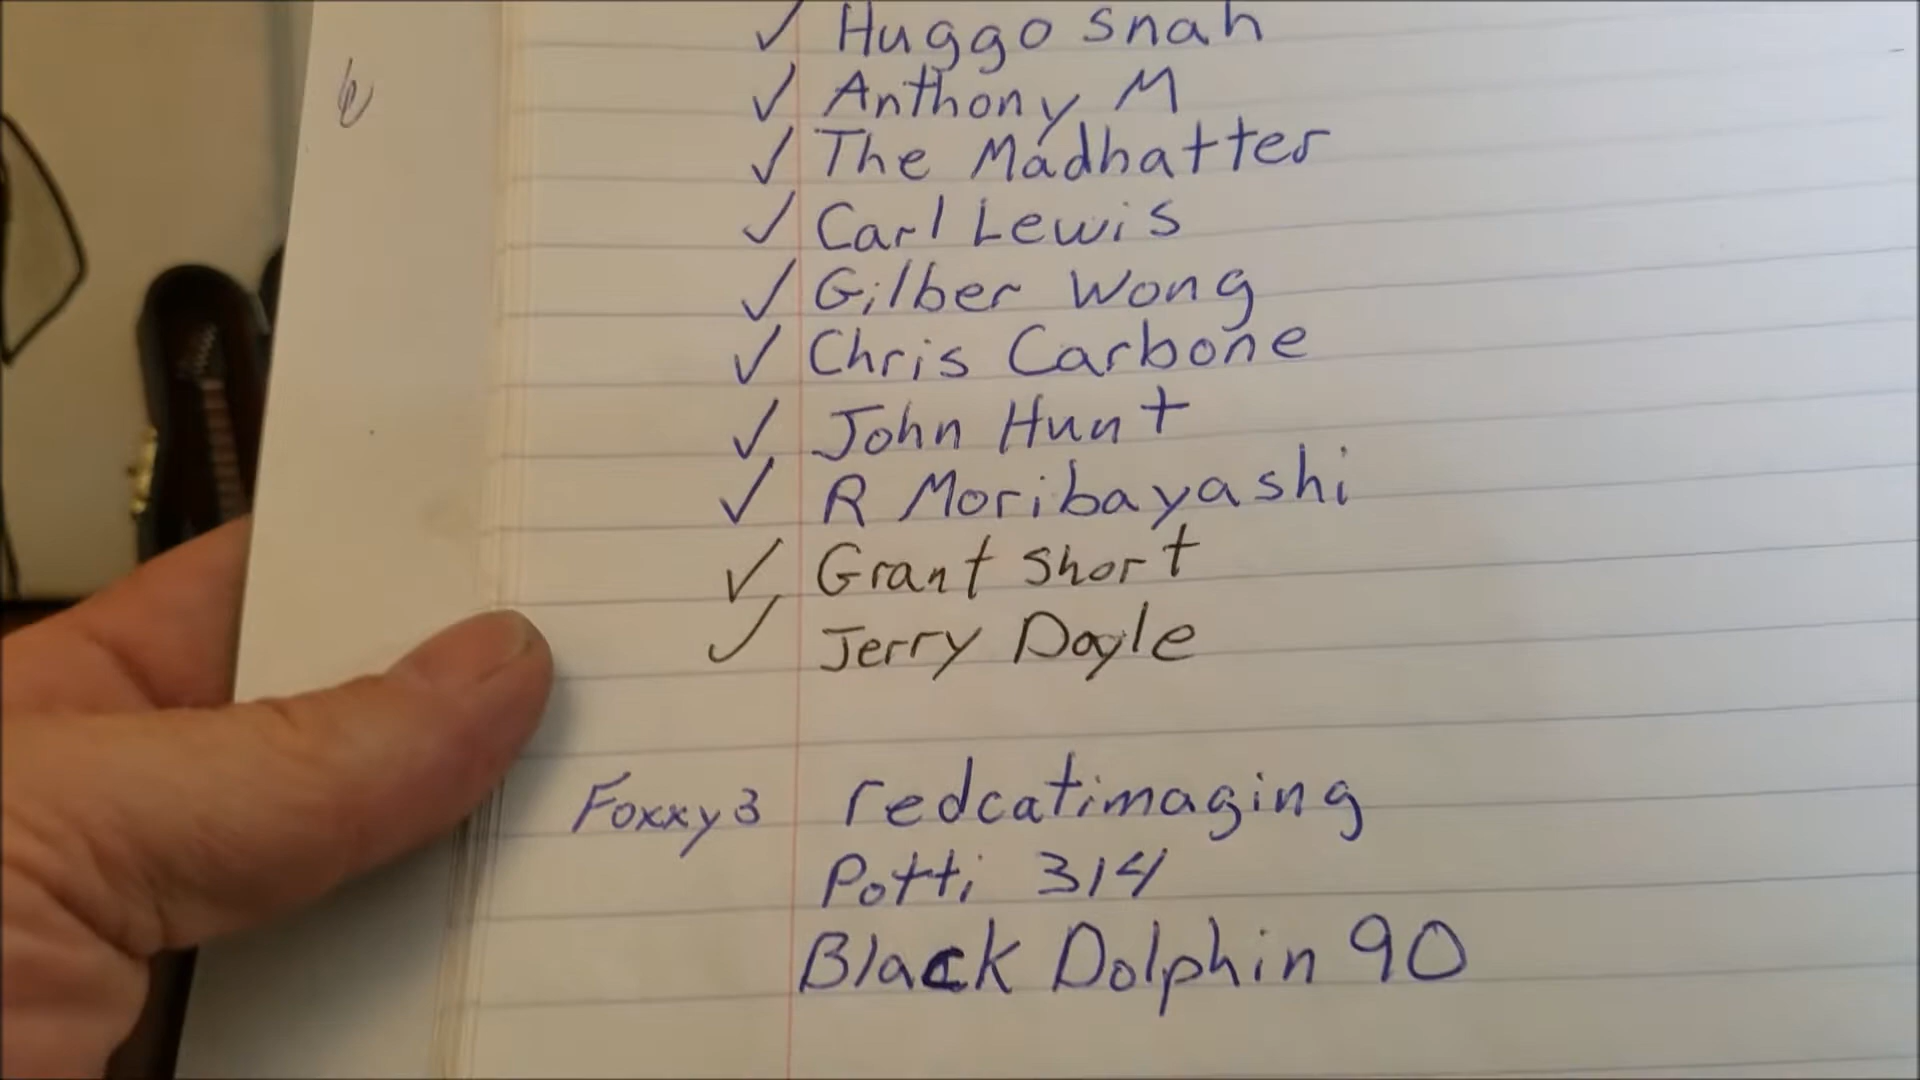 ✓ Huggo Snah
✓ Anthony M
✓ The Madhatter
✓ Carl Lewis
✓ Gilber Wong
✓ Chris Carbone
✓ John Hunt
✓ R Moribayashi
✓ Grant Short
✓ Jerry Doyle
Foxxy3 redcatimaging
Potti 314
Black Dolphin 90